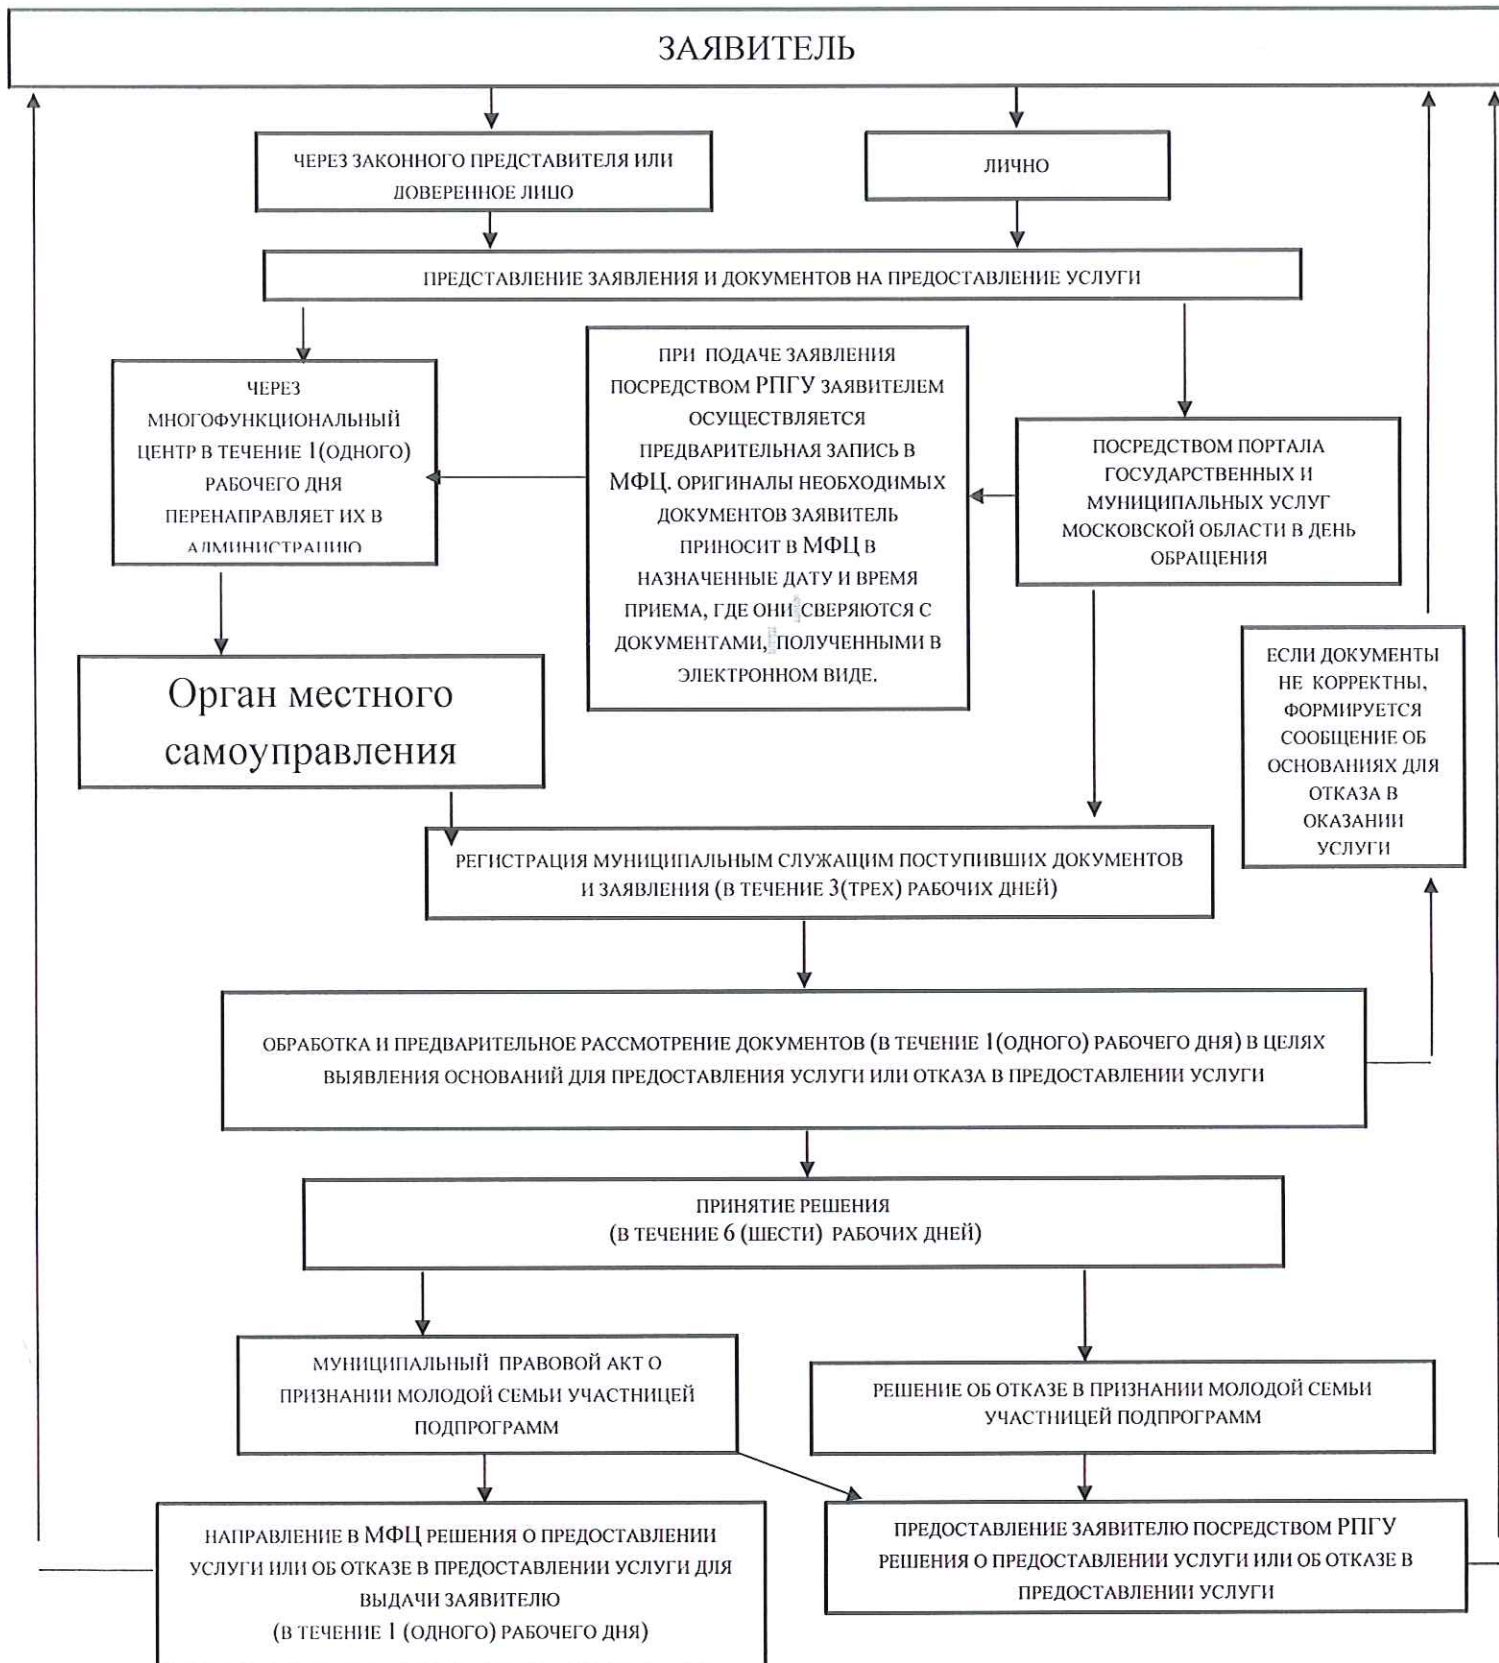 ЗАЯВИТЕЛЬ
ЧЕРЕЗ ЗАКОННОГО ПРЕДСТАВИТЕЛЯ ИЛИ
ДОВЕРЕННОЕ ЛИЦО
ЛИЧНО
ПРЕДСТАВЛЕНИЕ ЗАЯВЛЕНИЯ И ДОКУМЕНТОВ НА ПРЕДОСТАВЛЕНИЕ УСЛУГИ
ЧЕРЕЗ
МНОГОФУНКЦИОНАЛЬНЫЙ
ЦЕНТР В ТЕЧЕНИЕ 1(ОДНОГО)
РАБОЧЕГО ДНЯ
ПЕРЕНАПРАВЛЯЕТ ИХ В
АДМИНИСТРАЦИЮ
ПРИ ПОДАЧЕ ЗАЯВЛЕНИЯ
ПОСРЕДСТВОМ РПГУ ЗАЯВИТЕЛЕМ
ОСУЩЕСТВЛЯЕТСЯ
ПРЕДВАРИТЕЛЬНАЯ ЗАПИСЬ В
МФЦ. ОРИГИНАЛЫ НЕОБХОДИМЫХ
ДОКУМЕНТОВ ЗАЯВИТЕЛЬ
ПРИНОСИТ В МФЦ В
НАЗНАЧЕННЫЕ ДАТУ И ВРЕМЯ
ПРИЕМА, ГДЕ ОНИ СВЕРЯЮТСЯ С
ДОКУМЕНТАМИ, ПОЛУЧЕННЫМИ В
ЭЛЕКТРОННОМ ВИДЕ.
ПОСРЕДСТВОМ ПОРТАЛА
ГОСУДАРСТВЕННЫХ И
МУНИЦИПАЛЬНЫХ УСЛУГ
МОСКОВСКОЙ ОБЛАСТИ В ДЕНЬ
ОБРАЩЕНИЯ
Орган местного
самоуправления
ЕСЛИ ДОКУМЕНТЫ
НЕ КОРРЕКТНЫ,
ФОРМИРУЕТСЯ
СООБЩЕНИЕ ОБ
ОСНОВАНИЯХ ДЛЯ
ОТКАЗА В
ОКАЗАНИИ
УСЛУГИ
РЕГИСТРАЦИЯ МУНИЦИПАЛЬНЫМ СЛУЖАЩИМ ПОСТУПИВШИХ ДОКУМЕНТОВ
И ЗАЯВЛЕНИЯ (В ТЕЧЕНИЕ 3(ТРЕХ) РАБОЧИХ ДНЕЙ)
ОБРАБОТКА И ПРЕДВАРИТЕЛЬНОЕ РАССМОТРЕНИЕ ДОКУМЕНТОВ (В ТЕЧЕНИЕ 1(ОДНОГО) РАБОЧЕГО ДНЯ) В ЦЕЛЯХ
ВЫЯВЛЕНИЯ ОСНОВАНИЙ ДЛЯ ПРЕДОСТАВЛЕНИЯ УСЛУГИ ИЛИ ОТКАЗА В ПРЕДОСТАВЛЕНИИ УСЛУГИ
ПРИНЯТИЕ РЕШЕНИЯ
(В ТЕЧЕНИЕ 6 (ШЕСТИ) РАБОЧИХ ДНЕЙ)
МУНИЦИПАЛЬНЫЙ ПРАВОВОЙ АКТ О
ПРИЗНАНИИ МОЛОДОЙ СЕМЬИ УЧАСТНИЦЕЙ
ПОДПРОГРАММ
РЕШЕНИЕ ОБ ОТКАЗЕ В ПРИЗНАНИИ МОЛОДОЙ СЕМЬИ
УЧАСТНИЦЕЙ ПОДПРОГРАММ
НАПРАВЛЕНИЕ В МФЦ РЕШЕНИЯ О ПРЕДОСТАВЛЕНИИ
УСЛУГИ ИЛИ ОБ ОТКАЗЕ В ПРЕДОСТАВЛЕНИИ УСЛУГИ ДЛЯ
ВЫДАЧИ ЗАЯВИТЕЛЮ
(В ТЕЧЕНИЕ 1 (ОДНОГО) РАБОЧЕГО ДНЯ)
ПРЕДОСТАВЛЕНИЕ ЗАЯВИТЕЛЮ ПОСРЕДСТВОМ РПГУ
РЕШЕНИЯ О ПРЕДОСТАВЛЕНИИ УСЛУГИ ИЛИ ОБ ОТКАЗЕ В
ПРЕДОСТАВЛЕНИИ УСЛУГИ